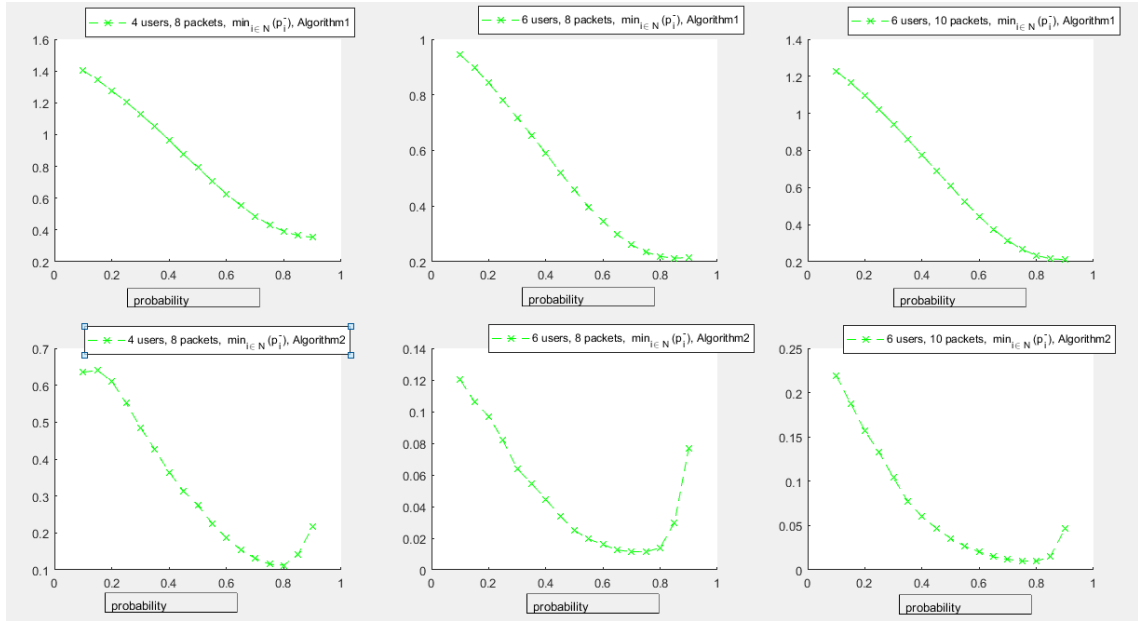 4 users, 8 packets, min_{i∈ N}(p_i^-), Algorithm1
6 users, 8 packets, min_{i∈ N}(p_i^-), Algorithm1
6 users, 10 packets, min_{i∈ N}(p_i^-), Algorithm1
1.6
1.4
1.2
1
0.8
0.6
0.4
0.2
0 0.2 0.4 0.6 0.8 1
probability
1
0.8
0.6
0.4
0.2
0 0.2 0.4 0.6 0.8 1
probability
1.4
1.2
1
0.8
0.6
0.4
0.2
0 0.2 0.4 0.6 0.8 1
probability
4 users, 8 packets, min_{i∈ N}(p_i^-), Algorithm2
6 users, 8 packets, min_{i∈ N}(p_i^-), Algorithm2
6 users, 10 packets, min_{i∈ N}(p_i^-), Algorithm2
0.7
0.6
0.5
0.4
0.3
0.2
0.1
0 0.2 0.4 0.6 0.8 1
probability
0.14
0.12
0.1
0.08
0.06
0.04
0.02
0
0 0.2 0.4 0.6 0.8 1
probability
0.25
0.2
0.15
0.1
0.05
0
0 0.2 0.4 0.6 0.8 1
probability